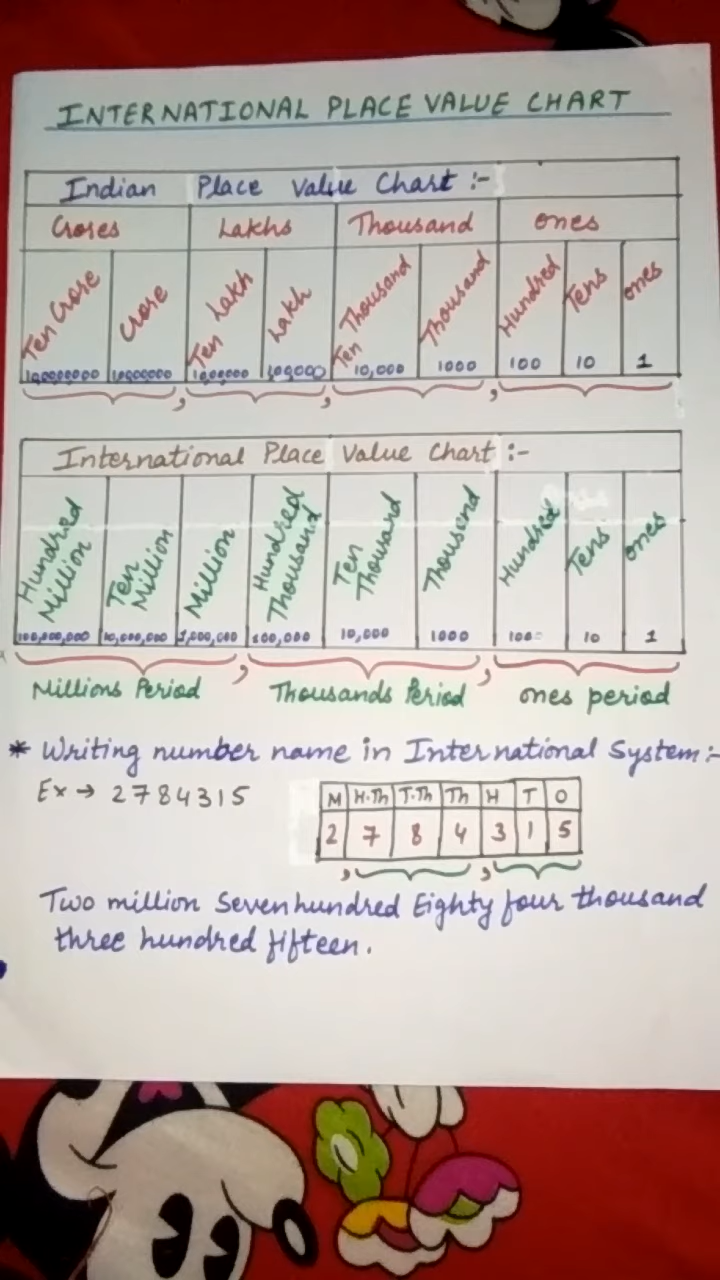 INTERNATIONAL PLACE VALUE CHART
Indian Place Value Chart :-
Crores Lakhs Thousand ones
Ten Crore Crore Ten Lakh Lakh Ten Thousand Thousand Hundred Tens ones
10,000 1000 100 10 1
, , ,
International Place Value Chart :-
Hundred Million Ten Million Million Hundred Thousand Ten Thousand Thousand Hundred Tens ones
100,000,000 10,000,000 1,000,000 100,000 10,000 1000 100 10 1
, ,
Millions Period Thousands Period ones period
* Writing number name in International System:-
Ex → 2784315
M H.Th T.Th Th H T O
2 7 8 4 3 1 5
, ,
Two million Sevenhundred Eighty four thousand
three hundred fifteen.